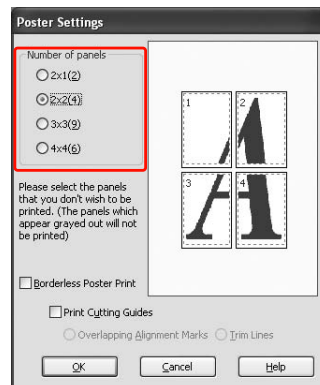 Poster Settings
Number of panels
2x1(2)
2x2(4)
3x3(9)
4x4(6)
1
2
3
4
Please select the panels
that you don't wish to be
printed. (The panels which
appear grayed out will not
be printed)
Borderless Poster Print
Print Cutting Guides
Overlapping Alignment Marks
Trim Lines
OK
Cancel
Help